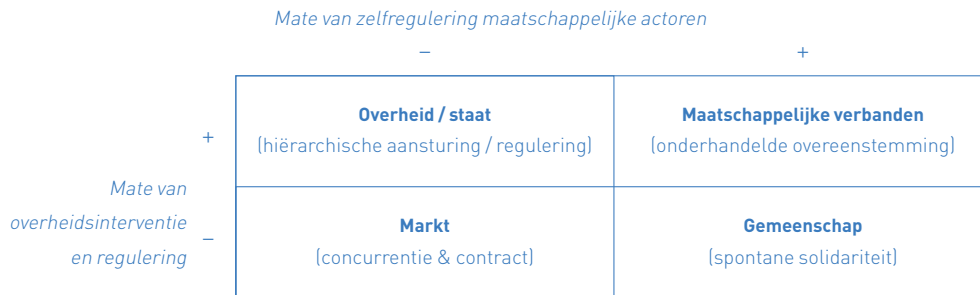 Mate van zelfregulering maatschappelijke actoren
– +
Overheid / staat Maatschappelijke verbanden
+ (hiërarchische aansturing / regulering) (onderhandelde overeenstemming)
Mate van
overheidsinterventie
en regulering
–
Markt Gemeenschap
(concurrentie & contract) (spontane solidariteit)